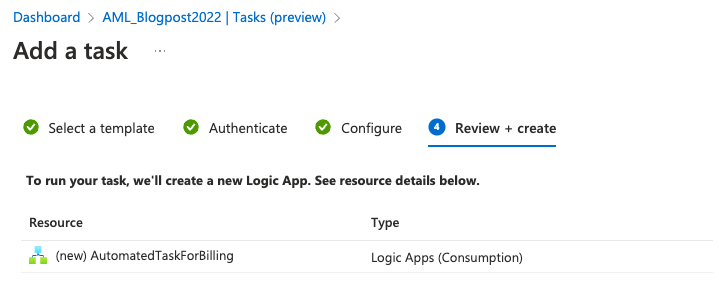 Dashboard > AML_Blogpost2022 | Tasks (preview) >
Add a task ...
Select a template Authenticate Configure 4 Review + create
To run your task, we'll create a new Logic App. See resource details below.
Resource Type
(new) AutomatedTaskForBilling Logic Apps (Consumption)